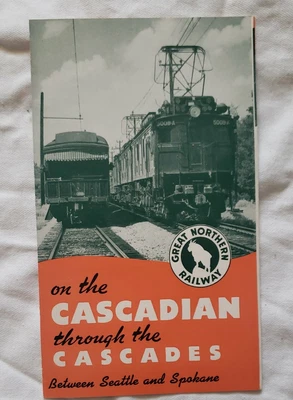 on the
CASCADIAN
through the
CASCADES
Between Seattle and Spokane
GREAT NORTHERN
RAILWAY